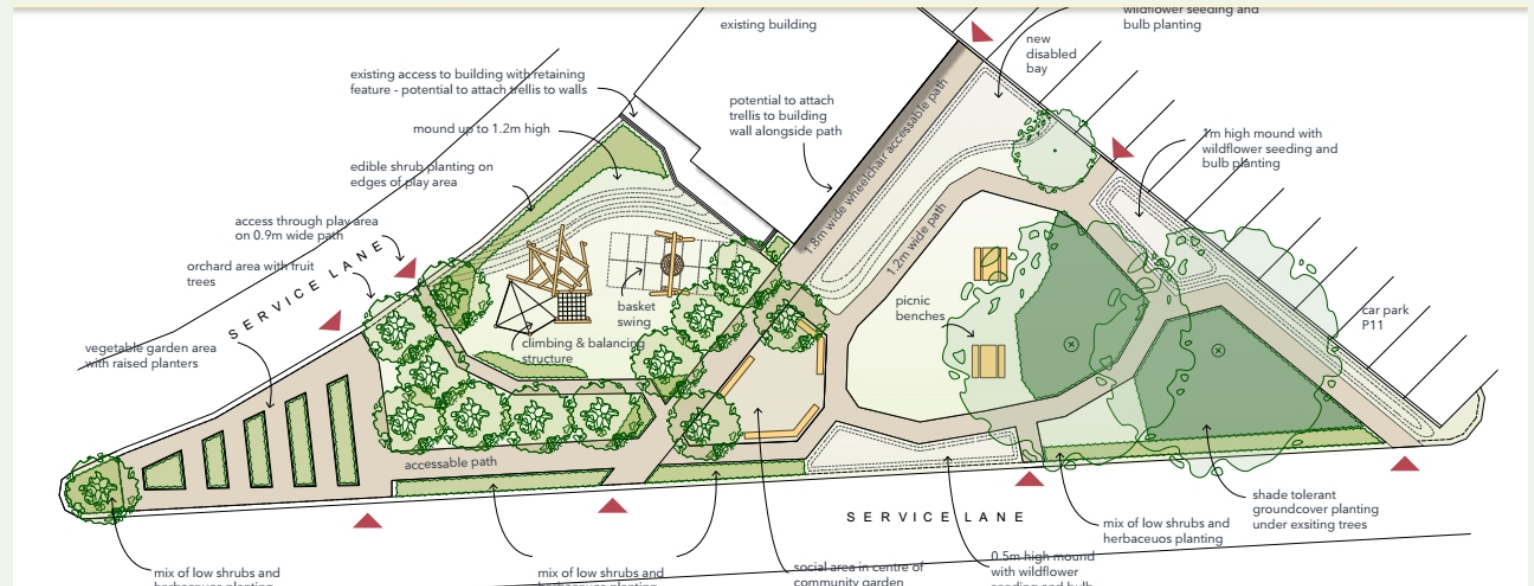 existing building
wildflower seeding and
bulb planting
new
disabled
bay
existing access to building with retaining
feature - potential to attach trellis to walls
potential to attach
trellis to building
wall alongside path
mound up to 1.2m high
1m high mound with
wildflower seeding and
bulb planting
edible shrub planting on
edges of play area
1.8m wide wheelchair accessable path
1.2m wide path
access through play area
on 0.9m wide path
orchard area with fruit
trees
SERVICE LANE
basket
swing
climbing & balancing
structure
picnic
benches
car park
P11
vegetable garden area
with raised planters
accessable path
SERVICE LANE
shade tolerant
groundcover planting
under exsiting trees
mix of low shrubs and
herbaceuos planting
mix of low shrubs and
herbaceuos planting
mix of low shrubs and
herbaceuos planting
social area in centre of
community garden
0.5m high mound
with wildflower
seeding and bulb